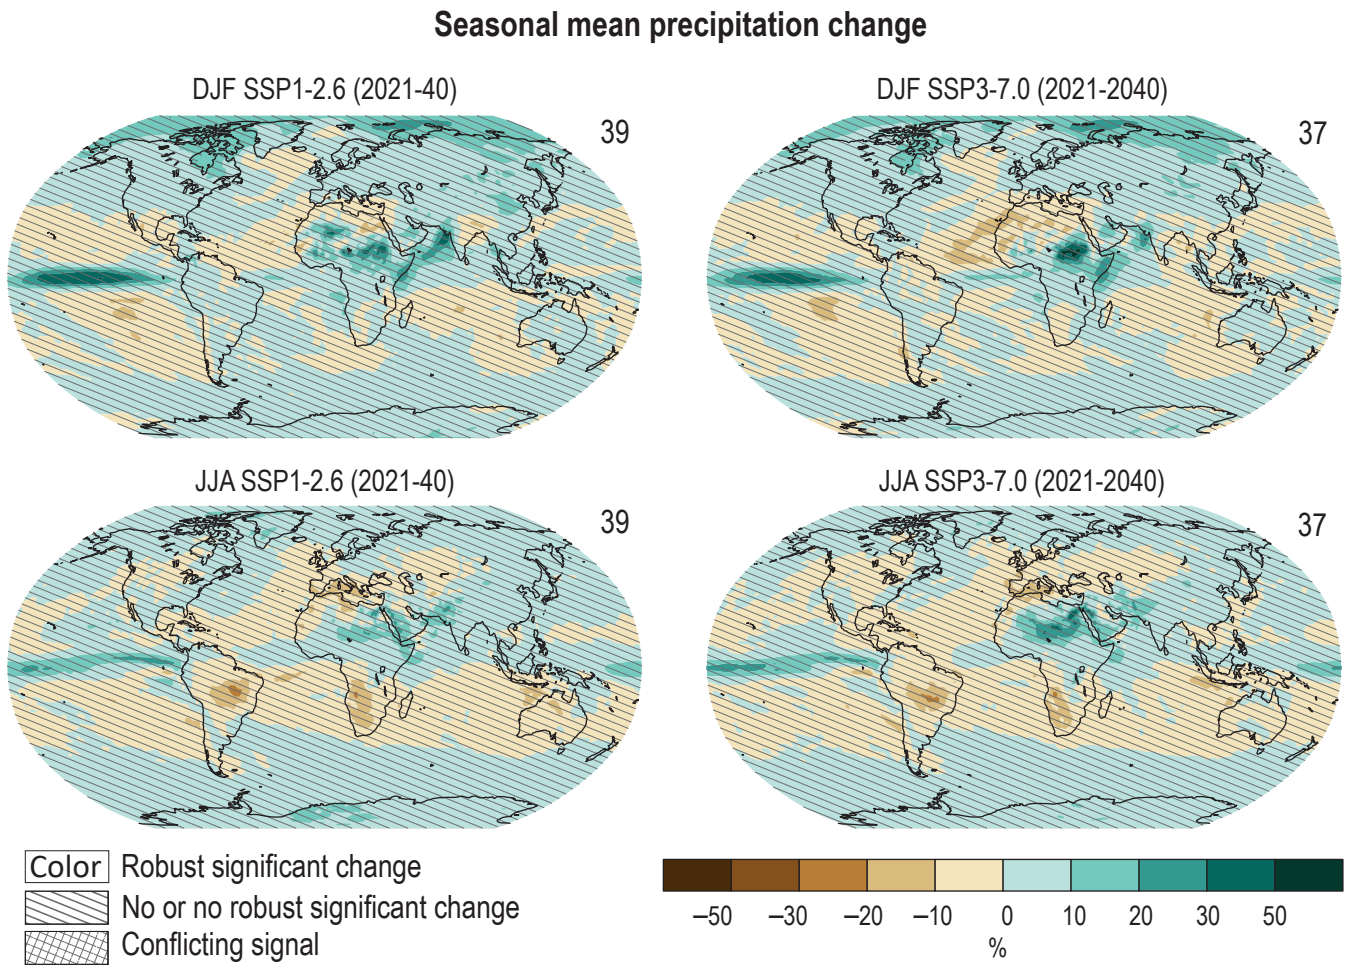 Seasonal mean precipitation change
DJF SSP1-2.6 (2021-40)
DJF SSP3-7.0 (2021-2040)
39
37
JJA SSP1-2.6 (2021-40)
JJA SSP3-7.0 (2021-2040)
39
37
Color Robust significant change
No or no robust significant change
Conflicting signal
–50 –30 –20 –10 0 10 20 30 50
%